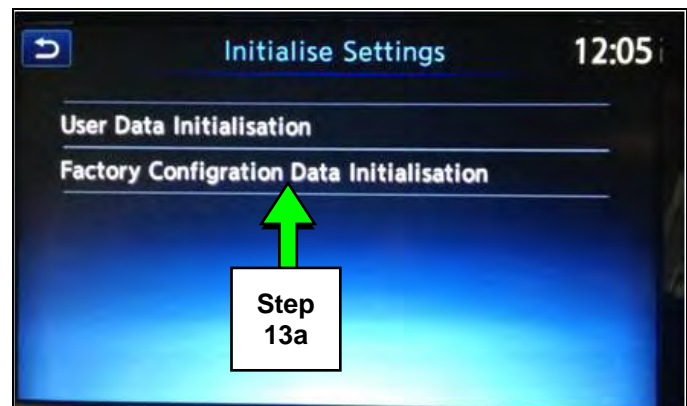 Initialise Settings 12:05
User Data Initialisation
Factory Configration Data Initialisation
Step
13a